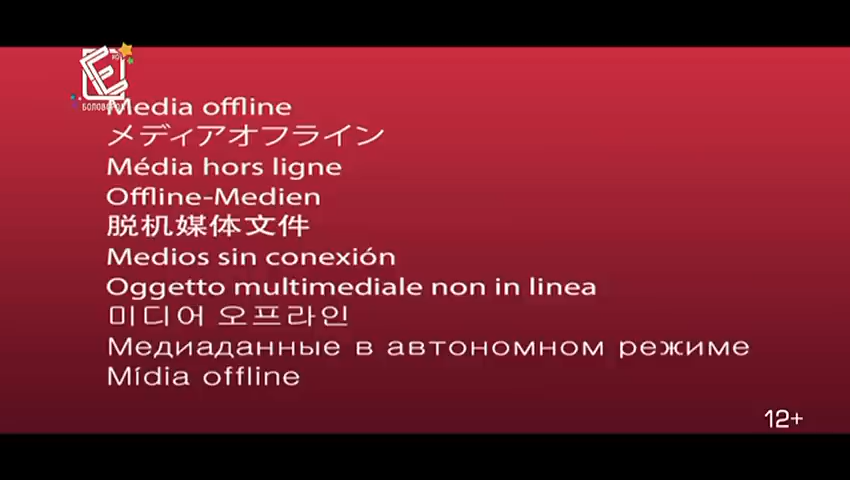 Media offline
メディアオフライン
Média hors ligne
Offline-Medien
脱机媒体文件
Medios sin conexión
Oggetto multimediale non in linea
미디어 오프라인
Медиаданные в автономном режиме
Mídia offline
12+